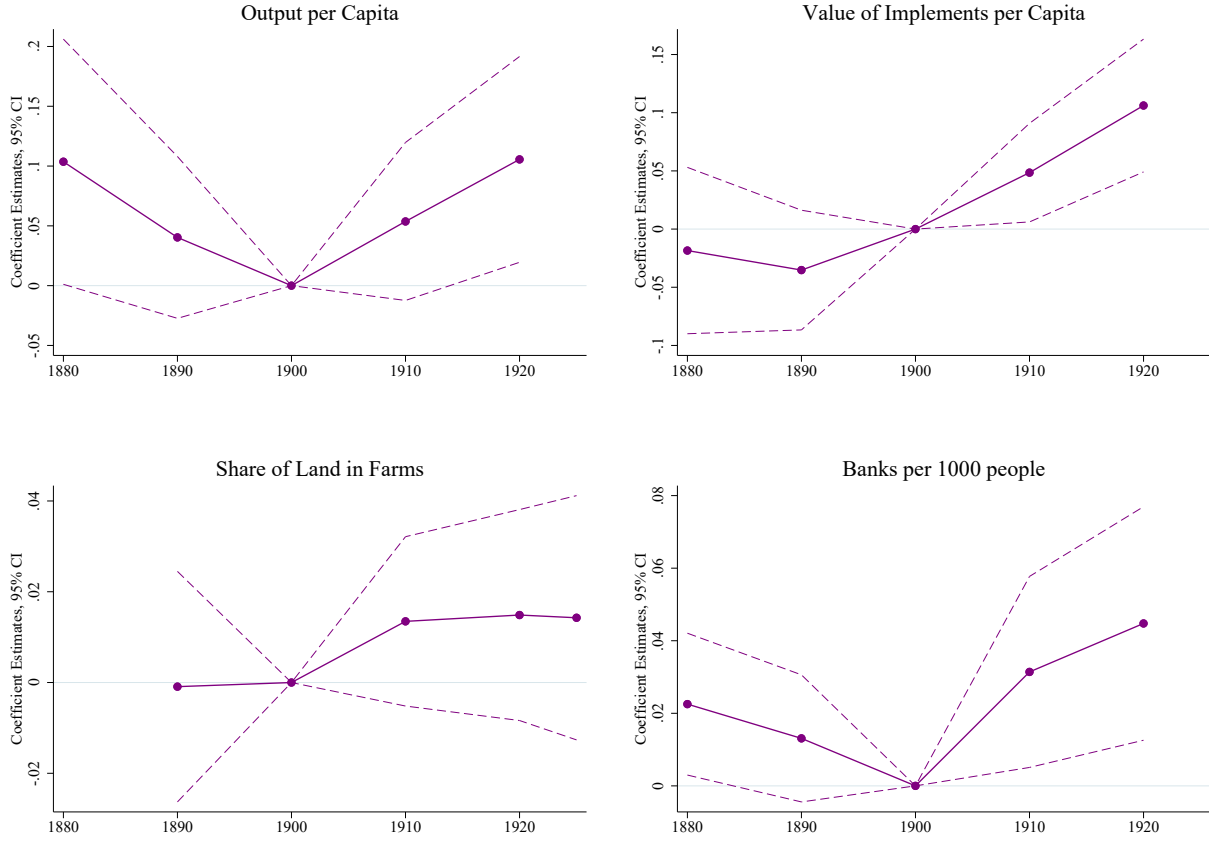 Output per Capita
Coefficient Estimates, 95% CI
.2
.15
.1
.05
0
-.05
1880 1890 1900 1910 1920
Value of Implements per Capita
Coefficient Estimates, 95% CI
.15
.1
.05
0
-.05
-.1
1880 1890 1900 1910 1920
Share of Land in Farms
Coefficient Estimates, 95% CI
.04
.02
0
-.02
1880 1890 1900 1910 1920
Banks per 1000 people
Coefficient Estimates, 95% CI
.08
.06
.04
.02
0
1880 1890 1900 1910 1920